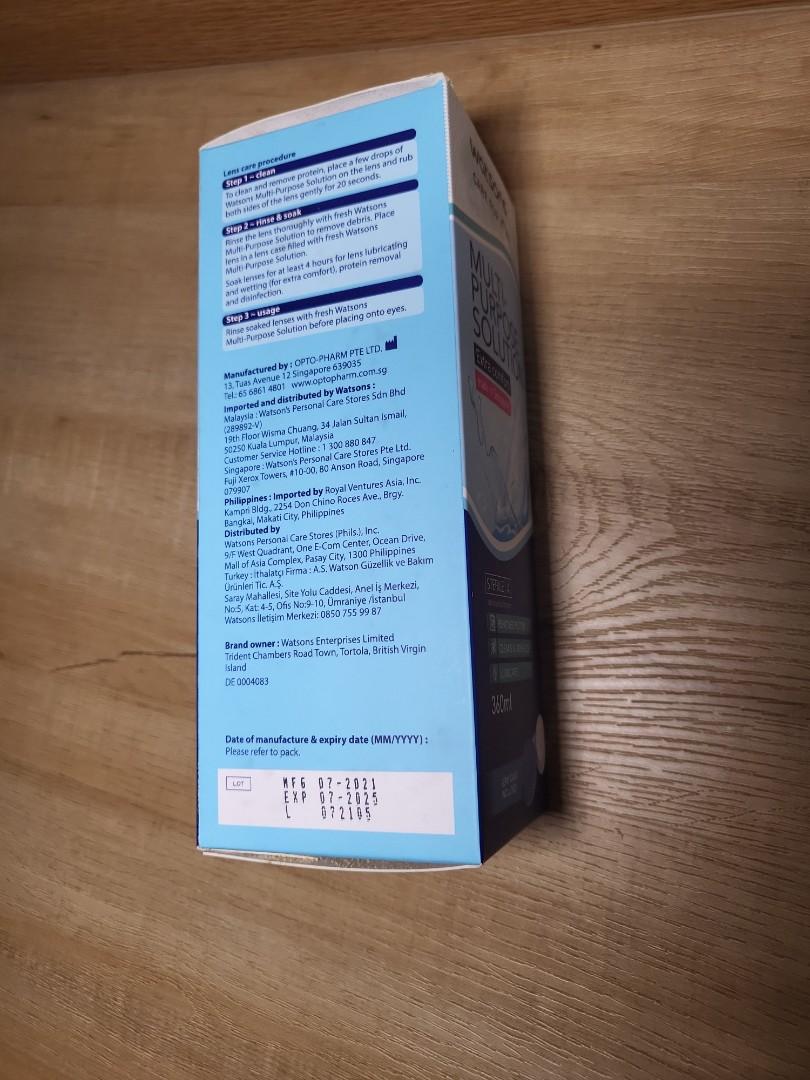 Lens care procedure
Step 1 – clean
To clean and remove protein, place a few drops of
Watsons Multi-Purpose Solution on the lens and rub
both sides of the lens gently for 20 seconds.
Step 2 – rinse & soak
Rinse the lens thoroughly with fresh Watsons
Multi-Purpose Solution to remove debris. Place
lens in a lens case filled with fresh Watsons
Multi-Purpose Solution.
Soak lenses for at least 4 hours for lens lubricating
and wetting (for extra comfort), protein removal
and disinfection.
Step 3 – usage
Rinse soaked lenses with fresh Watsons
Multi-Purpose Solution before placing onto eyes.
Manufactured by : OPTO-PHARM PTE LTD.
13, Tuas Avenue 12 Singapore 639035
Tel.: 65 6861 4801 www.optopharm.com.sg
Imported and distributed by Watsons :
Malaysia : Watson's Personal Care Stores Sdn Bhd
(289892-V)
19th Floor Wisma Chuang, 34 Jalan Sultan Ismail,
50250 Kuala Lumpur, Malaysia
Customer Service Hotline : 1 300 880 847
Singapore : Watson's Personal Care Stores Pte Ltd.
Fuji Xerox Towers, #10-00, 80 Anson Road, Singapore
079907
Philippines : Imported by Royal Ventures Asia, Inc.
Kampri Bldg., 2254 Don Chino Roces Ave., Brgy.
Bangkal, Makati City, Philippines
Distributed by
Watsons Personal Care Stores (Phils.), Inc.
9/F West Quadrant, One E-Com Center, Ocean Drive,
Mall of Asia Complex, Pasay City, 1300 Philippines
Turkey : İthalatçı Firma : A.S. Watson Güzellik ve Bakım
Ürünleri Tic. A.Ş.
Saray Mahallesi, Site Yolu Caddesi, Anel İş Merkezi,
No:5, Kat: 4-5, Ofis No:9-10, Ümraniye /İstanbul
Watsons İletişim Merkezi: 0850 755 99 87
Brand owner : Watsons Enterprises Limited
Trident Chambers Road Town, Tortola, British Virgin
Island
DE 0004083
Date of manufacture & expiry date (MM/YYYY) :
Please refer to pack.
LOT
MFG 07-2021
EXP 07-2025
L 072105
watsons
MULTI-
PURPOSE
SOLUTIO
Extra comfort
STERILE A
360ml